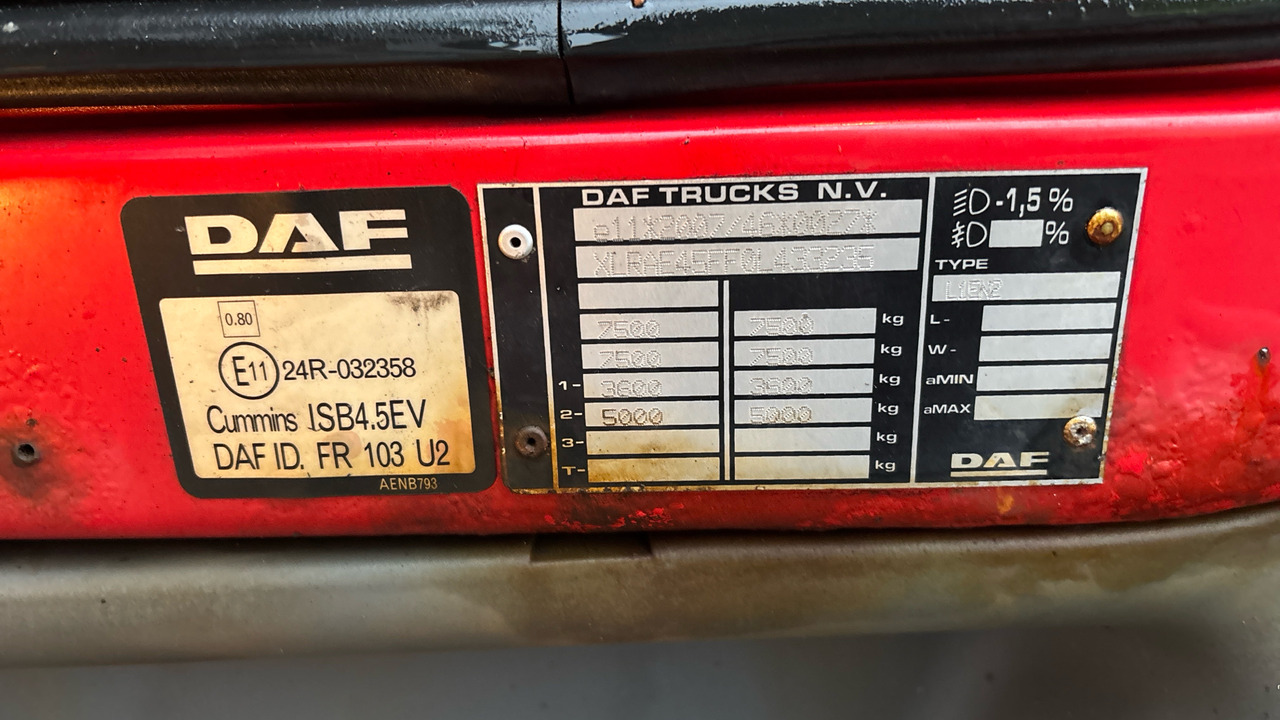 DAF
0.80
E11 24R-032358
Cummins ISB4.5EV
DAF ID. FR 103 U2
AENB793
DAF TRUCKS N.V.
e11*2007/46*0027*
XLRAE45FF0L433235
7500 7500 kg
7500 7500 kg
1- 3600 3600 kg
2- 5000 5000 kg
3- kg
T- kg
-1,5 %
%
TYPE
L1EN2
L-
W-
aMIN
aMAX
DAF